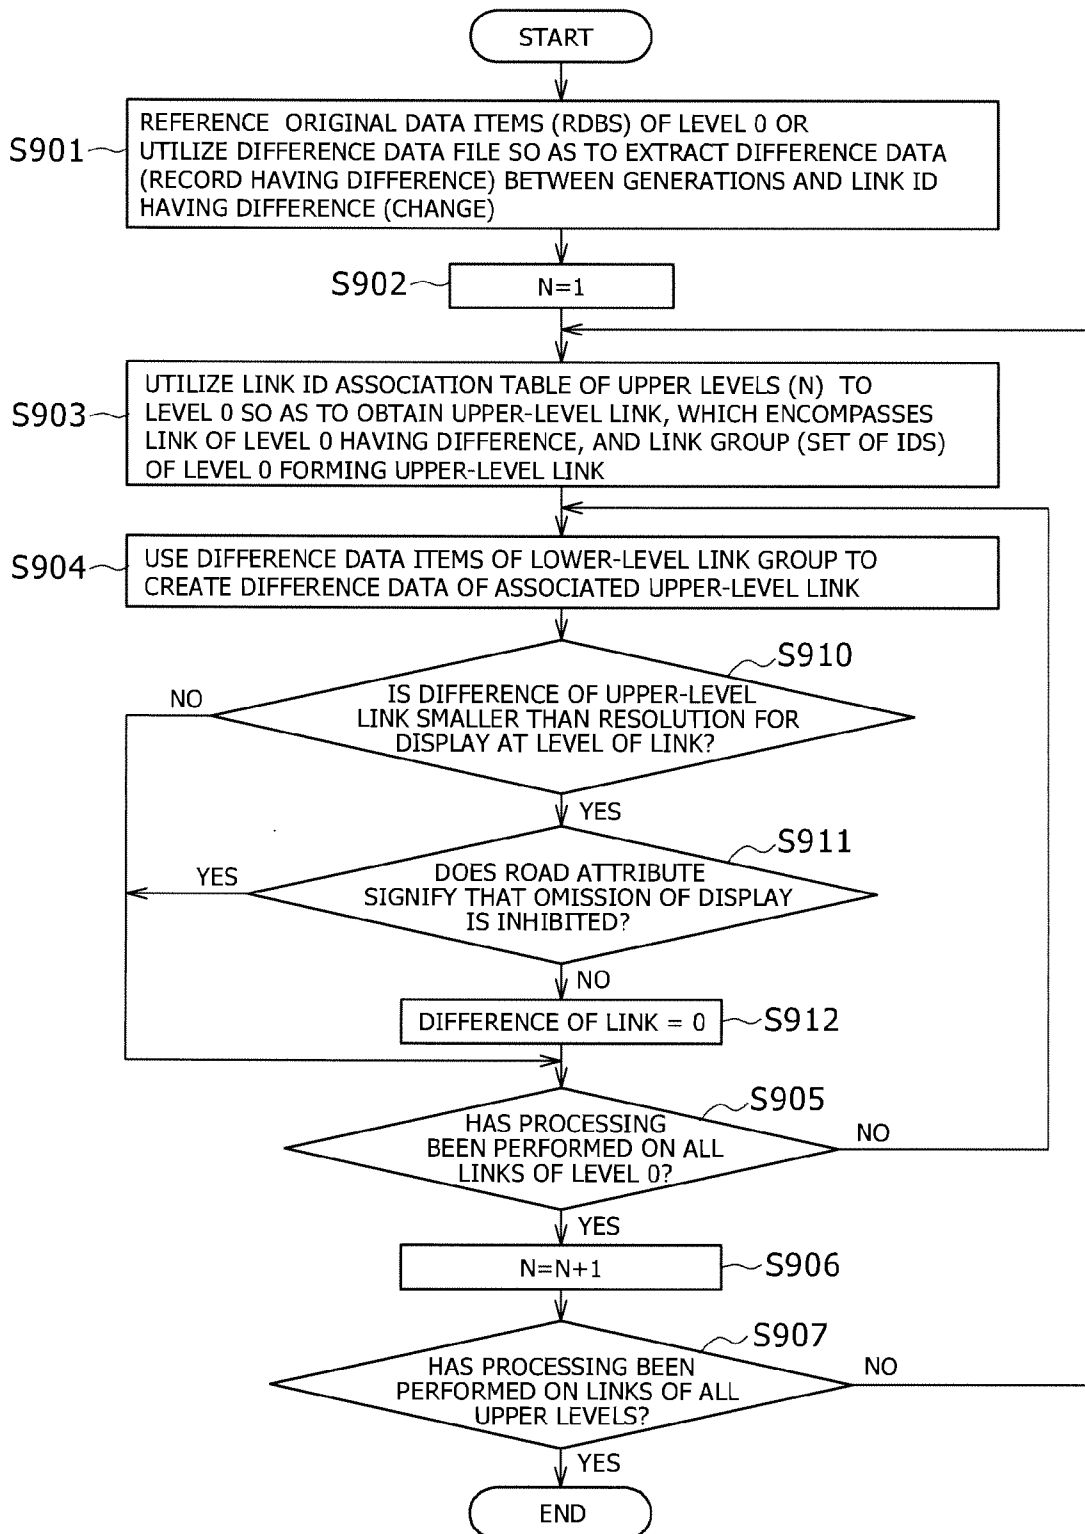 START
S901
REFERENCE ORIGINAL DATA ITEMS (RDBS) OF LEVEL 0 OR
UTILIZE DIFFERENCE DATA FILE SO AS TO EXTRACT DIFFERENCE DATA
(RECORD HAVING DIFFERENCE) BETWEEN GENERATIONS AND LINK ID
HAVING DIFFERENCE (CHANGE)
S902
N=1
S903
UTILIZE LINK ID ASSOCIATION TABLE OF UPPER LEVELS (N) TO
LEVEL 0 SO AS TO OBTAIN UPPER-LEVEL LINK, WHICH ENCOMPASSES
LINK OF LEVEL 0 HAVING DIFFERENCE, AND LINK GROUP (SET OF IDS)
OF LEVEL 0 FORMING UPPER-LEVEL LINK
S904
USE DIFFERENCE DATA ITEMS OF LOWER-LEVEL LINK GROUP TO
CREATE DIFFERENCE DATA OF ASSOCIATED UPPER-LEVEL LINK
S910
NO
IS DIFFERENCE OF UPPER-LEVEL
LINK SMALLER THAN RESOLUTION FOR
DISPLAY AT LEVEL OF LINK?
YES
S911
YES
DOES ROAD ATTRIBUTE
SIGNIFY THAT OMISSION OF DISPLAY
IS INHIBITED?
NO
DIFFERENCE OF LINK = 0
S912
S905
HAS PROCESSING
BEEN PERFORMED ON ALL
LINKS OF LEVEL 0?
NO
YES
N=N+1
S906
S907
HAS PROCESSING BEEN
PERFORMED ON LINKS OF ALL
UPPER LEVELS?
NO
YES
END